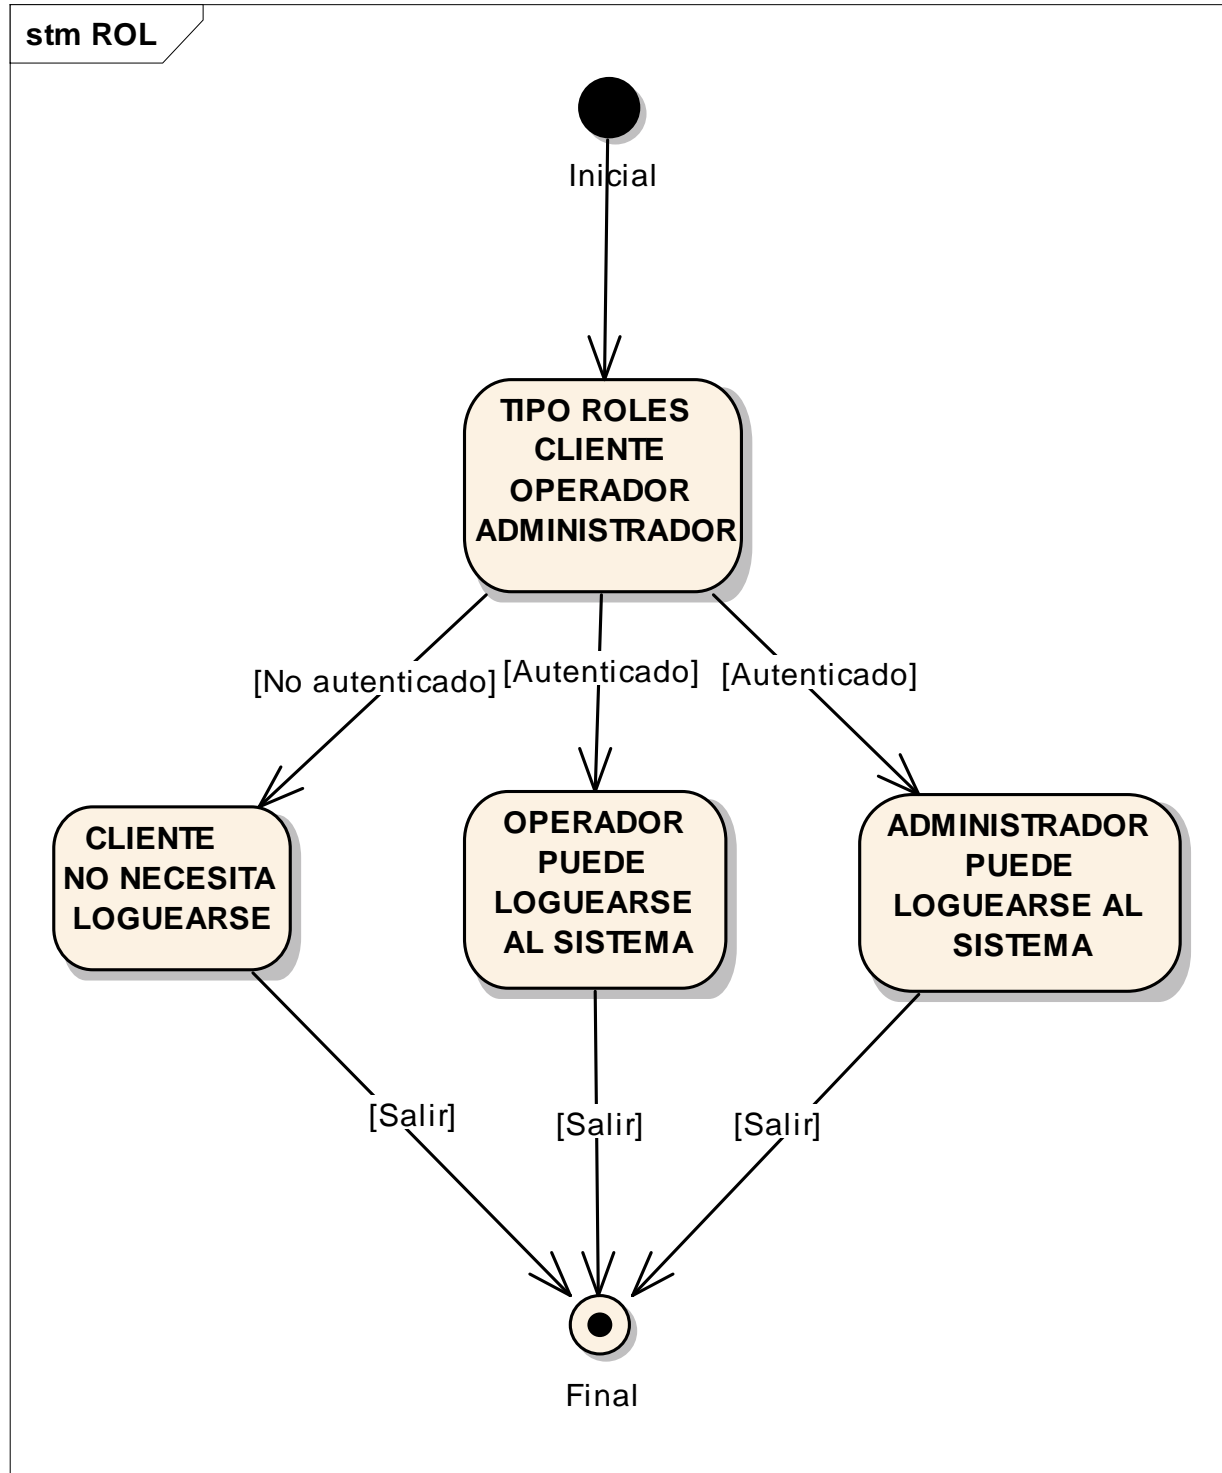 stm ROL
Inicial
TIPO ROLES
CLIENTE
OPERADOR
ADMINISTRADOR
[No autenticado]
[Autenticado]
[Autenticado]
CLIENTE
NO NECESITA
LOGUEARSE
OPERADOR
PUEDE
LOGUEARSE
AL SISTEMA
ADMINISTRADOR
PUEDE
LOGUEARSE AL
SISTEMA
[Salir]
[Salir]
[Salir]
Final